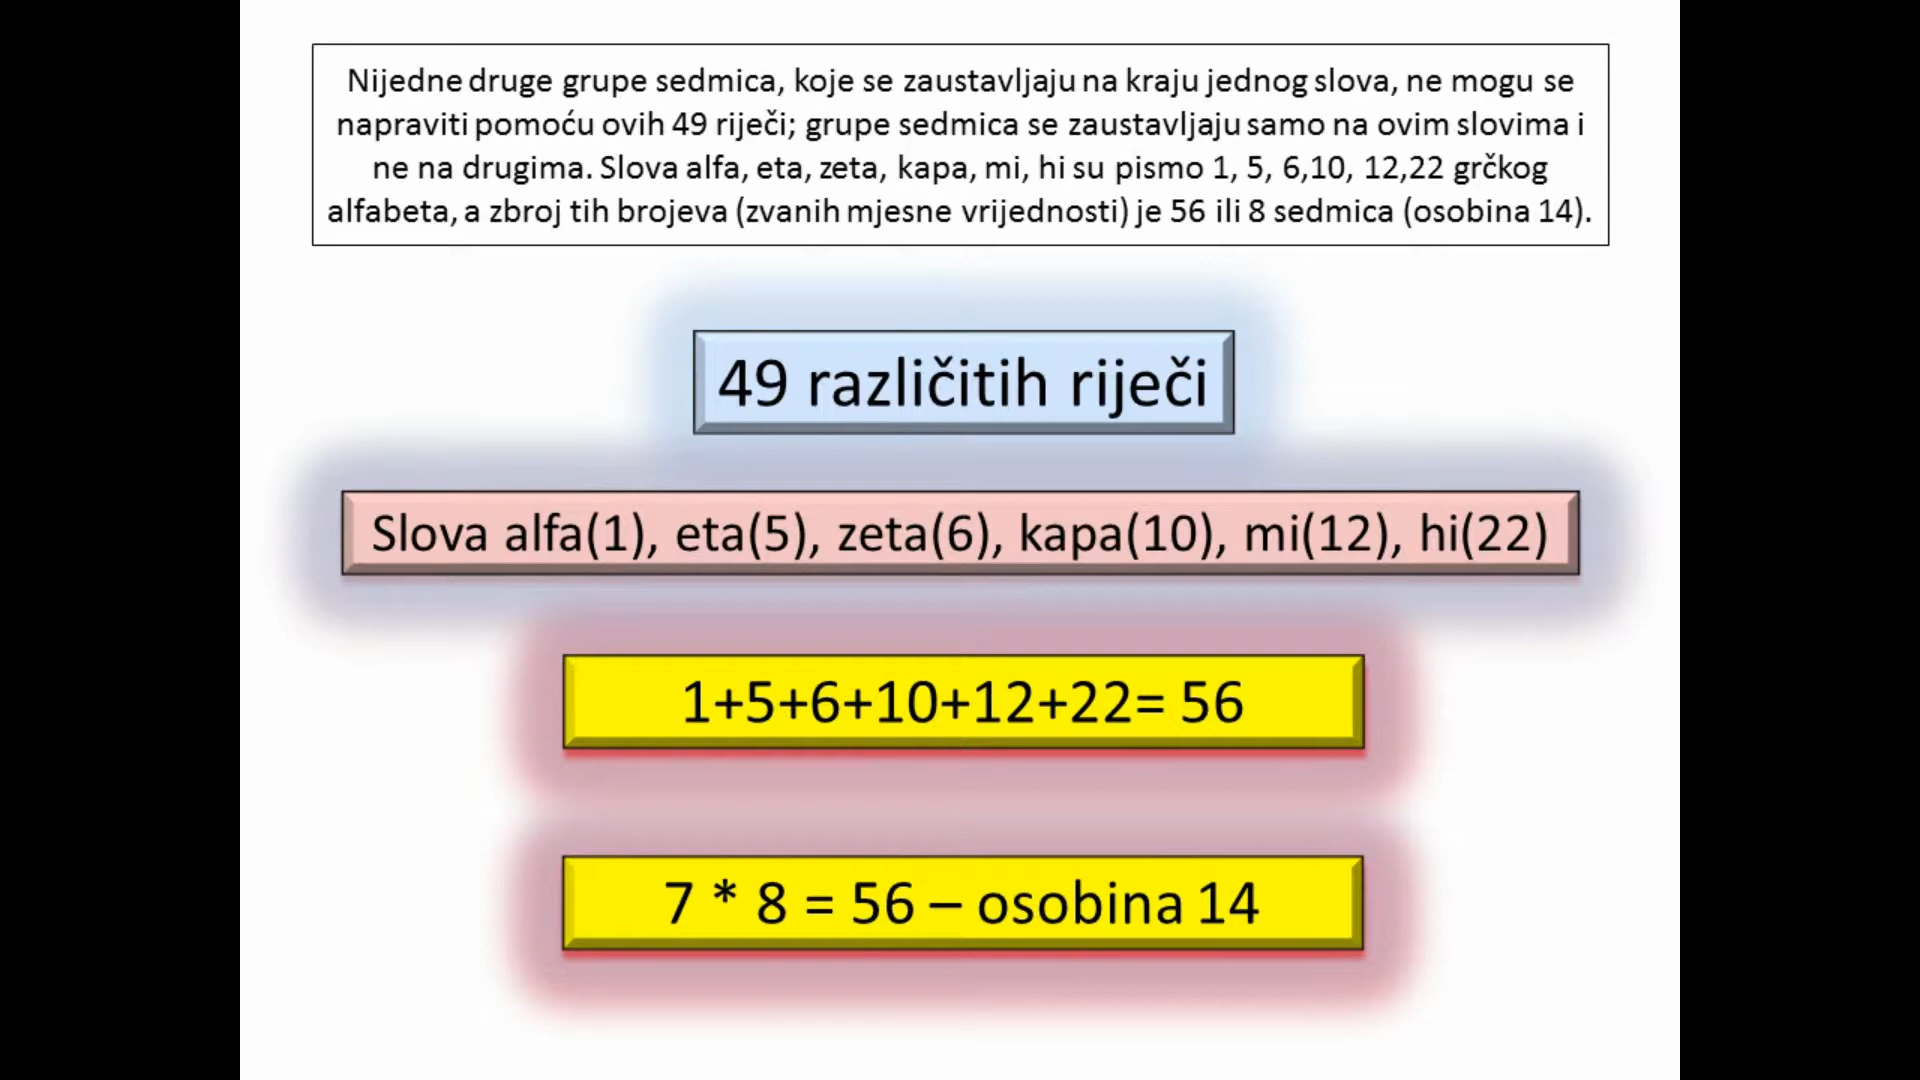 Nijedne druge grupe sedmica, koje se zaustavljaju na kraju jednog slova, ne mogu se
napraviti pomoću ovih 49 riječi; grupe sedmica se zaustavljaju samo na ovim slovima i
ne na drugima. Slova alfa, eta, zeta, kapa, mi, hi su pismo 1, 5, 6,10, 12,22 grčkog
alfabeta, a zbroj tih brojeva (zvanih mjesne vrijednosti) je 56 ili 8 sedmica (osobina 14).
49 različitih riječi
Slova alfa(1), eta(5), zeta(6), kapa(10), mi(12), hi(22)
1+5+6+10+12+22= 56
7 * 8 = 56 – osobina 14